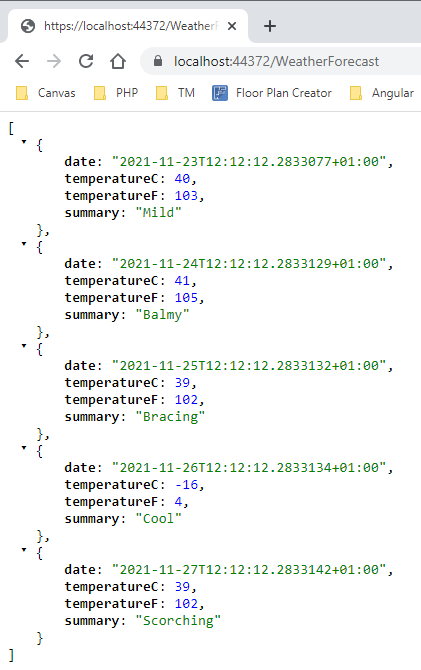 https://localhost:44372/WeatherF
localhost:44372/WeatherForecast
Canvas PHP TM Floor Plan Creator Angular
[
{
date: "2021-11-23T12:12:12.2833077+01:00",
temperatureC: 40,
temperatureF: 103,
summary: "Mild"
},
{
date: "2021-11-24T12:12:12.2833129+01:00",
temperatureC: 41,
temperatureF: 105,
summary: "Balmy"
},
{
date: "2021-11-25T12:12:12.2833132+01:00",
temperatureC: 39,
temperatureF: 102,
summary: "Bracing"
},
{
date: "2021-11-26T12:12:12.2833134+01:00",
temperatureC: -16,
temperatureF: 4,
summary: "Cool"
},
{
date: "2021-11-27T12:12:12.2833142+01:00",
temperatureC: 39,
temperatureF: 102,
summary: "Scorching"
}
]